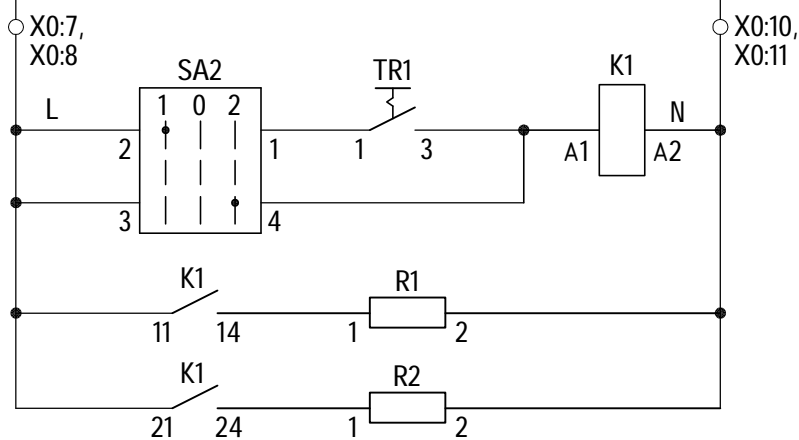 X0:7,
X0:8
X0:10,
X0:11
SA2
TR1
K1
L
1 0 2
N
2
1
1
3
A1
A2
3
4
K1
R1
11
14
1
2
K1
R2
21
24
1
2